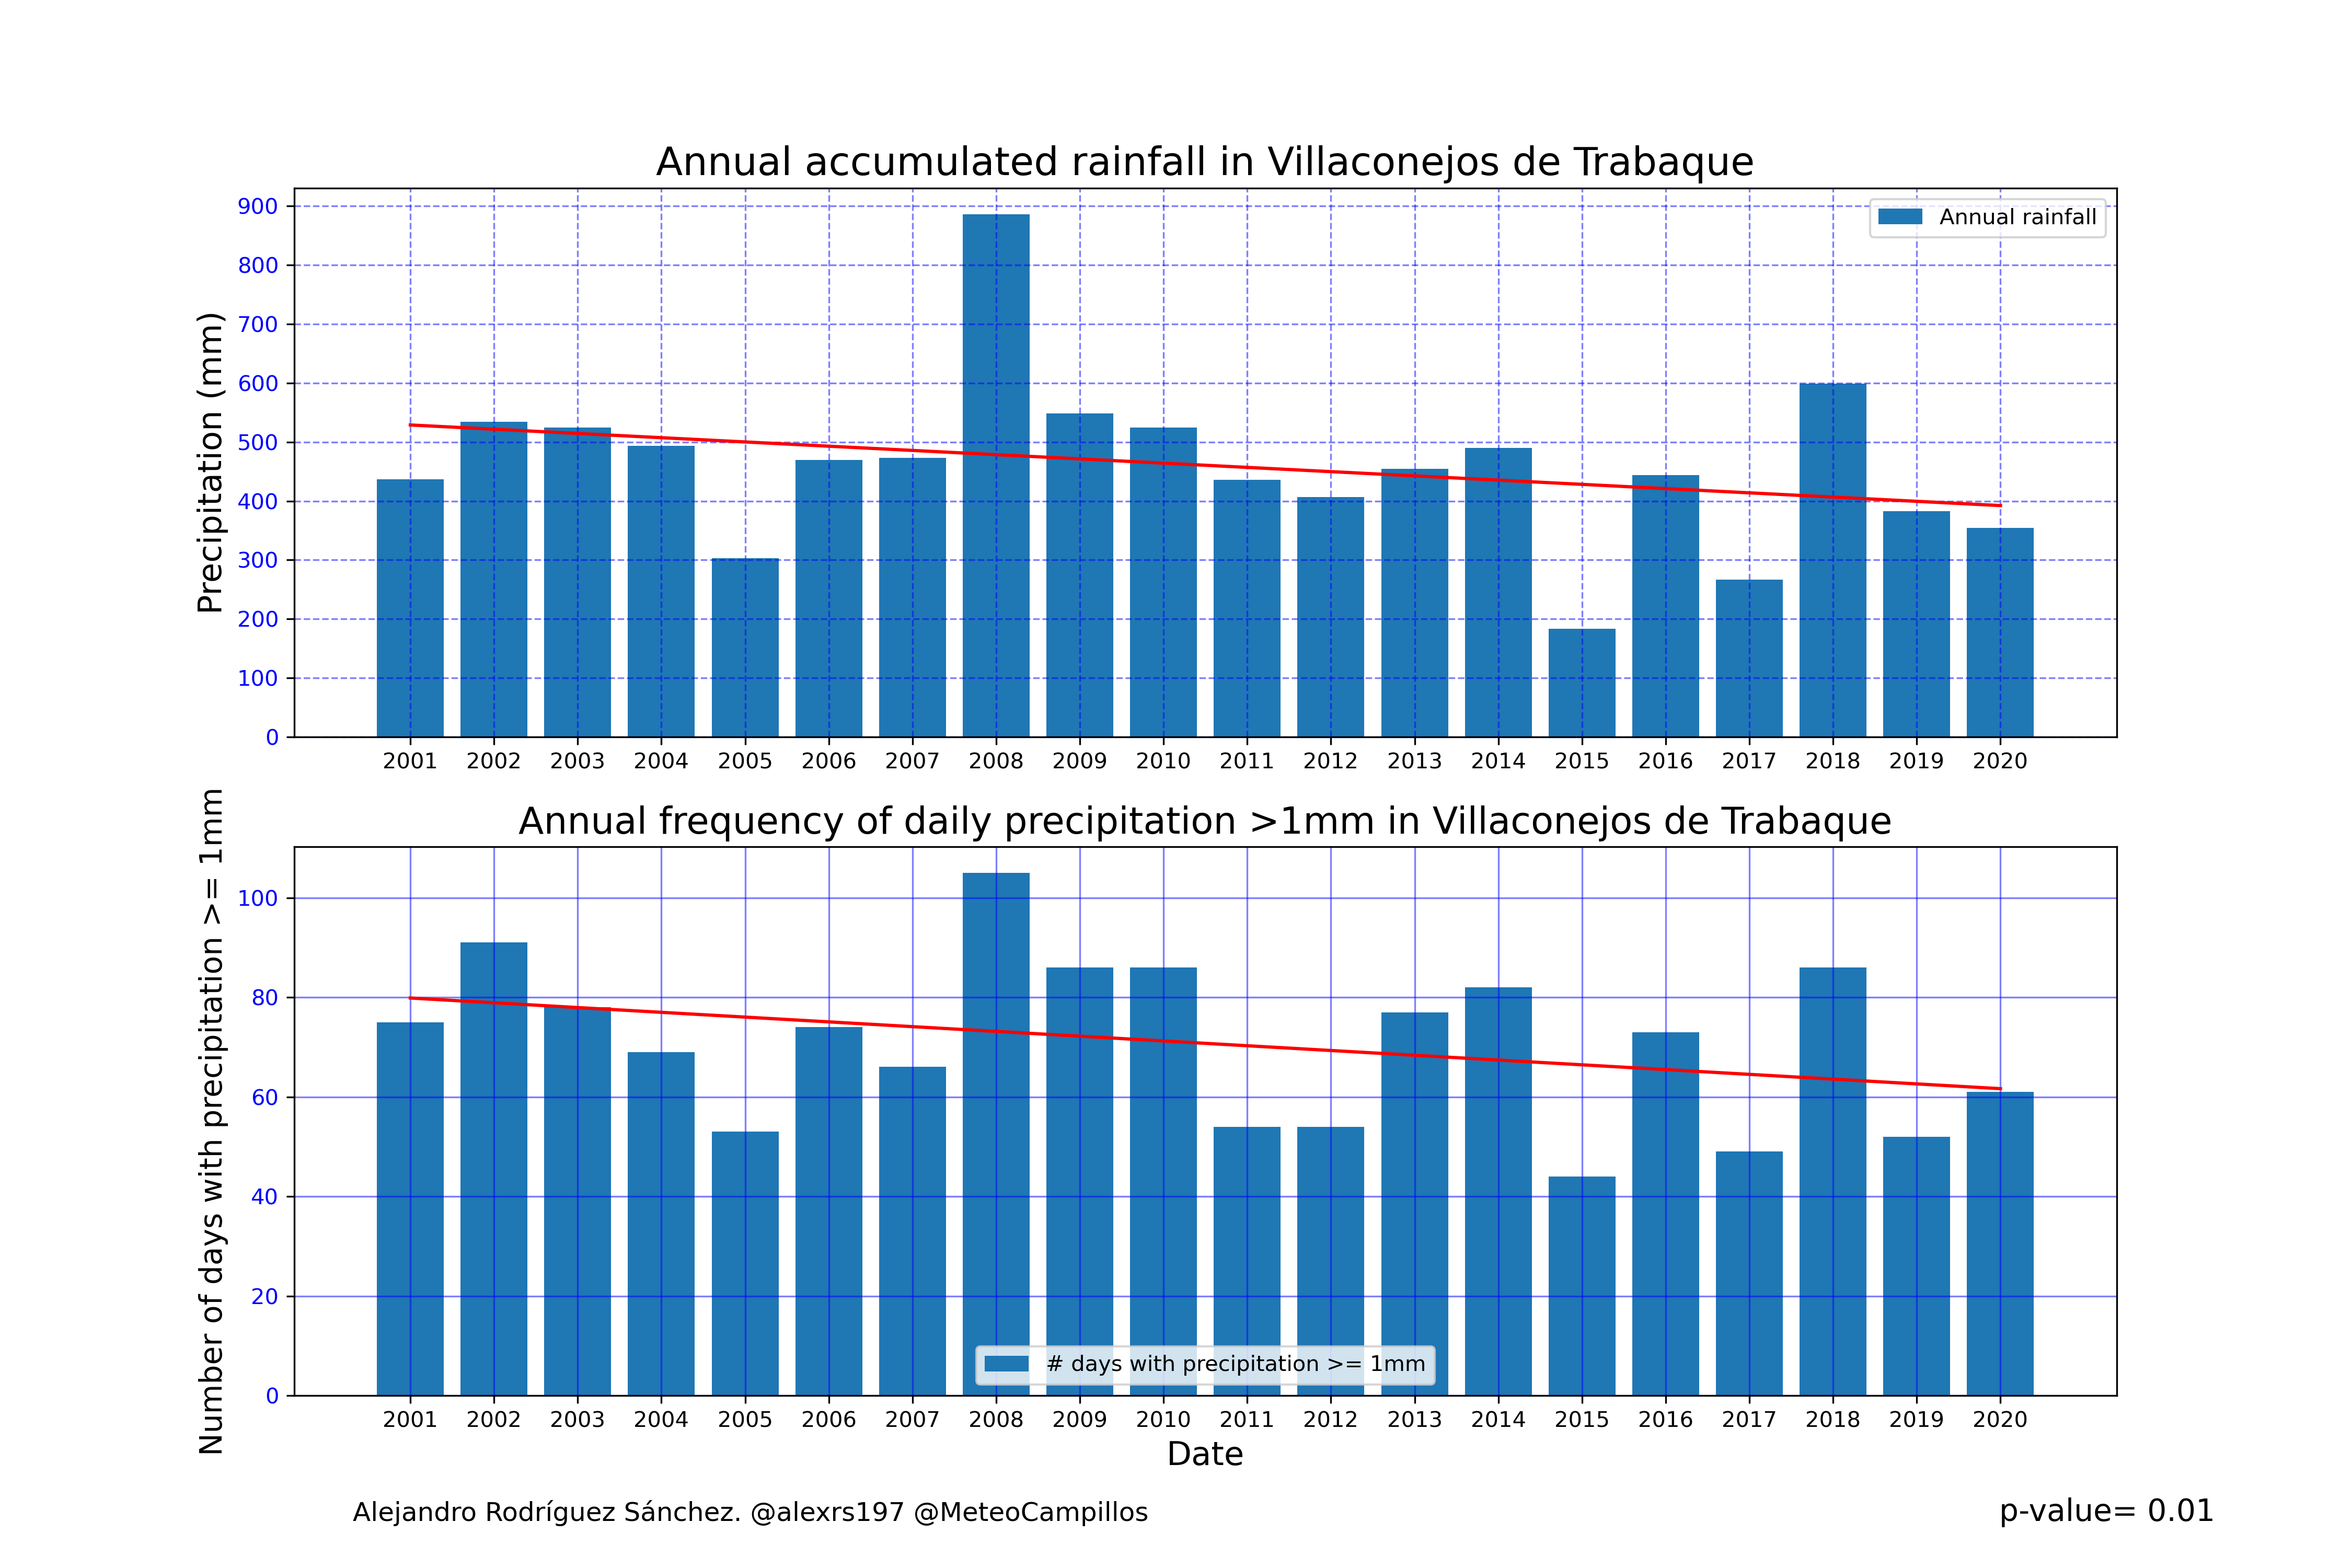 Annual accumulated rainfall in Villaconejos de Trabaque
Precipitation (mm)
900
800
700
600
500
400
300
200
100
0
Annual rainfall
2001 2002 2003 2004 2005 2006 2007 2008 2009 2010 2011 2012 2013 2014 2015 2016 2017 2018 2019 2020
Annual frequency of daily precipitation >1mm in Villaconejos de Trabaque
Number of days with precipitation >= 1mm
100
80
60
40
20
0
# days with precipitation >= 1mm
2001 2002 2003 2004 2005 2006 2007 2008 2009 2010 2011 2012 2013 2014 2015 2016 2017 2018 2019 2020
Date
Alejandro Rodríguez Sánchez. @alexrs197 @MeteoCampillos
p-value= 0.01